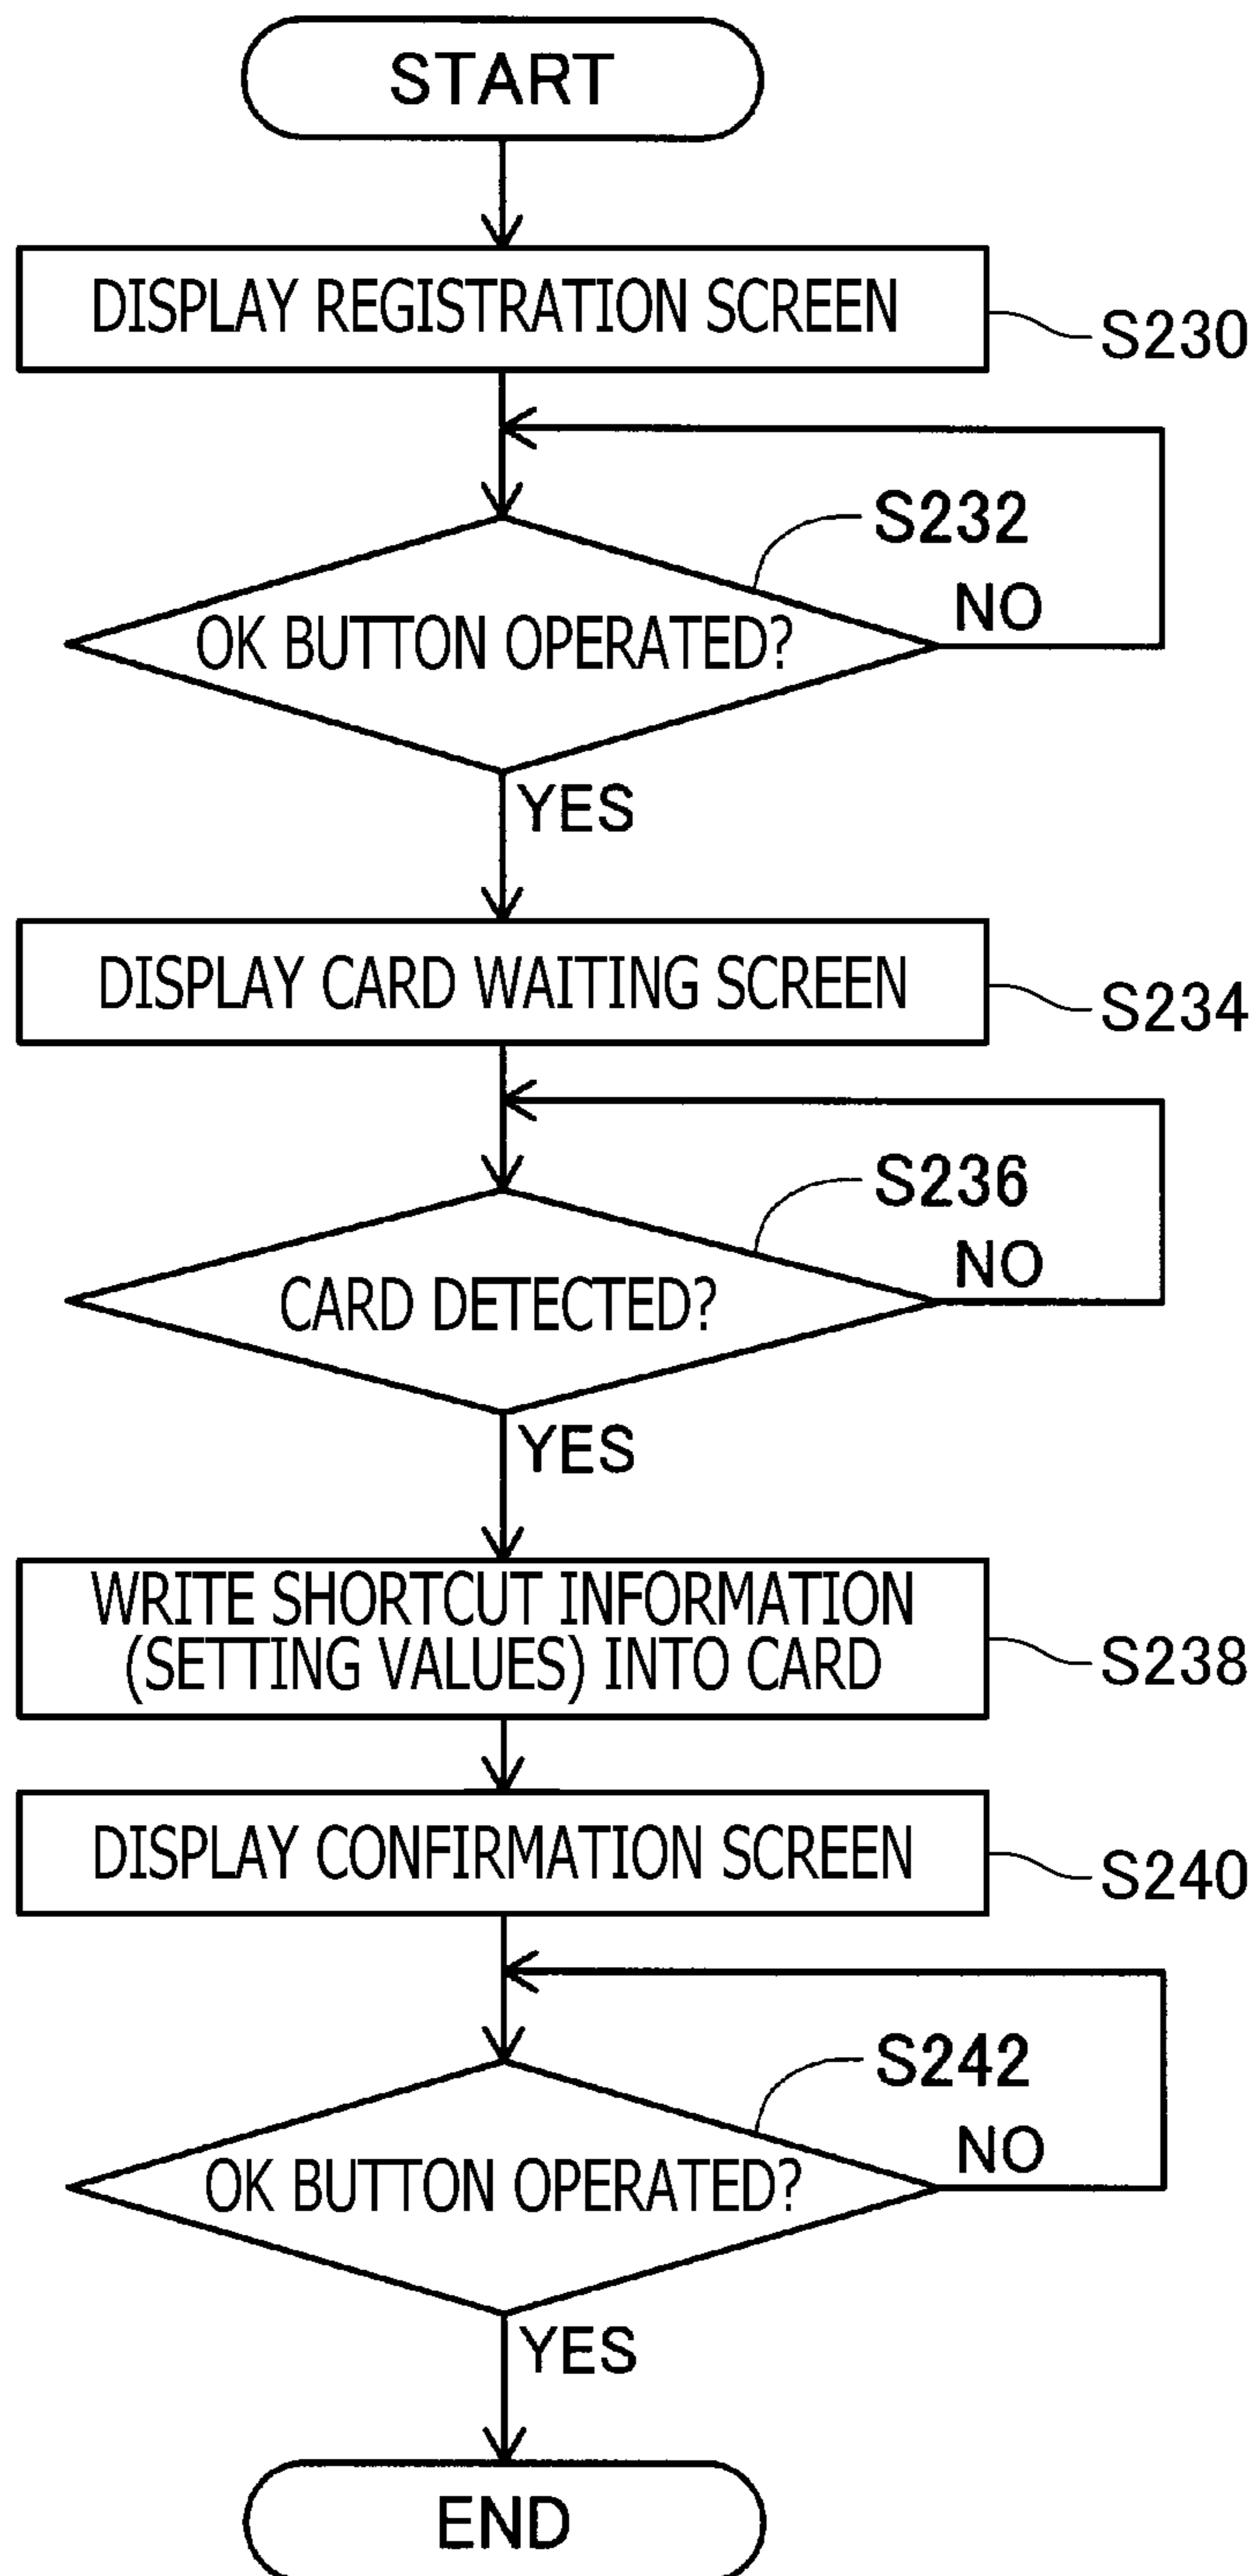 START
DISPLAY REGISTRATION SCREEN
S230
S232
OK BUTTON OPERATED?
NO
YES
DISPLAY CARD WAITING SCREEN
S234
S236
CARD DETECTED?
NO
YES
WRITE SHORTCUT INFORMATION
(SETTING VALUES) INTO CARD
S238
DISPLAY CONFIRMATION SCREEN
S240
S242
OK BUTTON OPERATED?
NO
YES
END